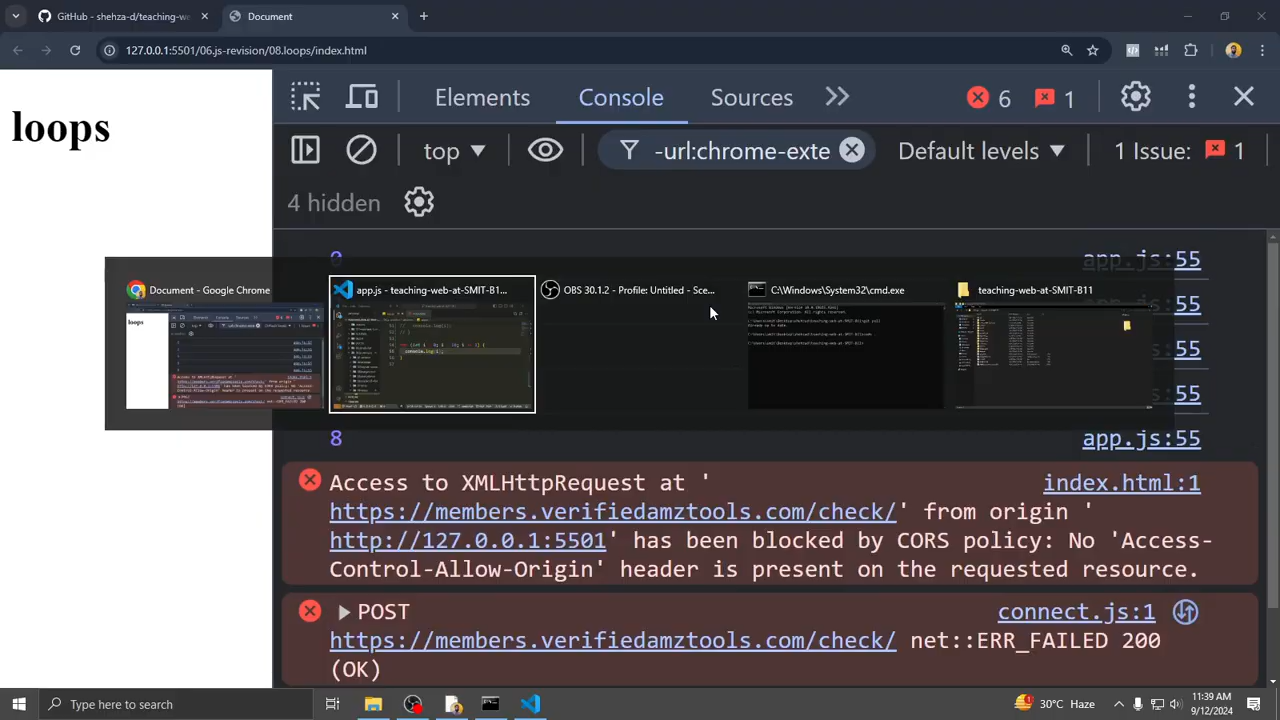 GitHub - shehza-d/teaching-we
Document
127.0.0.1:5501/06.js-revision/08.loops/index.html
loops
Elements
Console
Sources
6
1
top
-url:chrome-exte
Default levels
1 Issue:
1
4 hidden
0
app.js:55
app.js:55
app.js:55
app.js:55
8
app.js:55
Document - Google Chrome
app.js - teaching-web-at-SMIT-B1...
OBS 30.1.2 - Profile: Untitled - Sce...
C:\Windows\System32\cmd.exe
teaching-web-at-SMIT-B11
Access to XMLHttpRequest at '
index.html:1
https://members.verifiedamztools.com/check/' from origin '
http://127.0.0.1:5501' has been blocked by CORS policy: No 'Access-
Control-Allow-Origin' header is present on the requested resource.
POST
connect.js:1
https://members.verifiedamztools.com/check/ net::ERR_FAILED 200
(OK)
Type here to search
30°C Haze
11:39 AM
9/12/2024